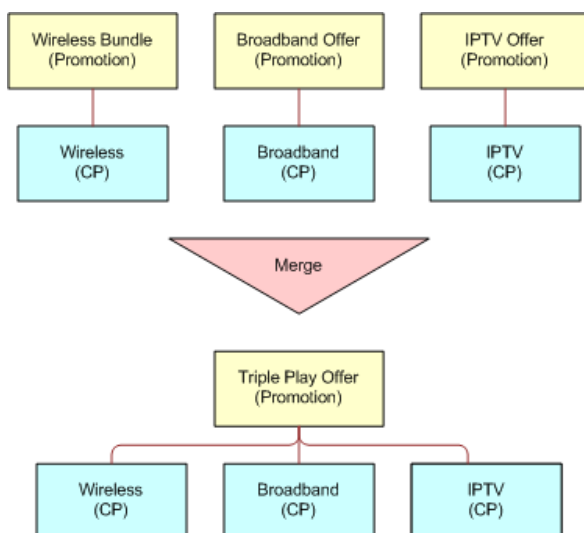 Wireless Bundle
(Promotion)
Broadband Offer
(Promotion)
IPTV Offer
(Promotion)
Wireless
(CP)
Broadband
(CP)
IPTV
(CP)
Merge
Triple Play Offer
(Promotion)
Wireless
(CP)
Broadband
(CP)
IPTV
(CP)